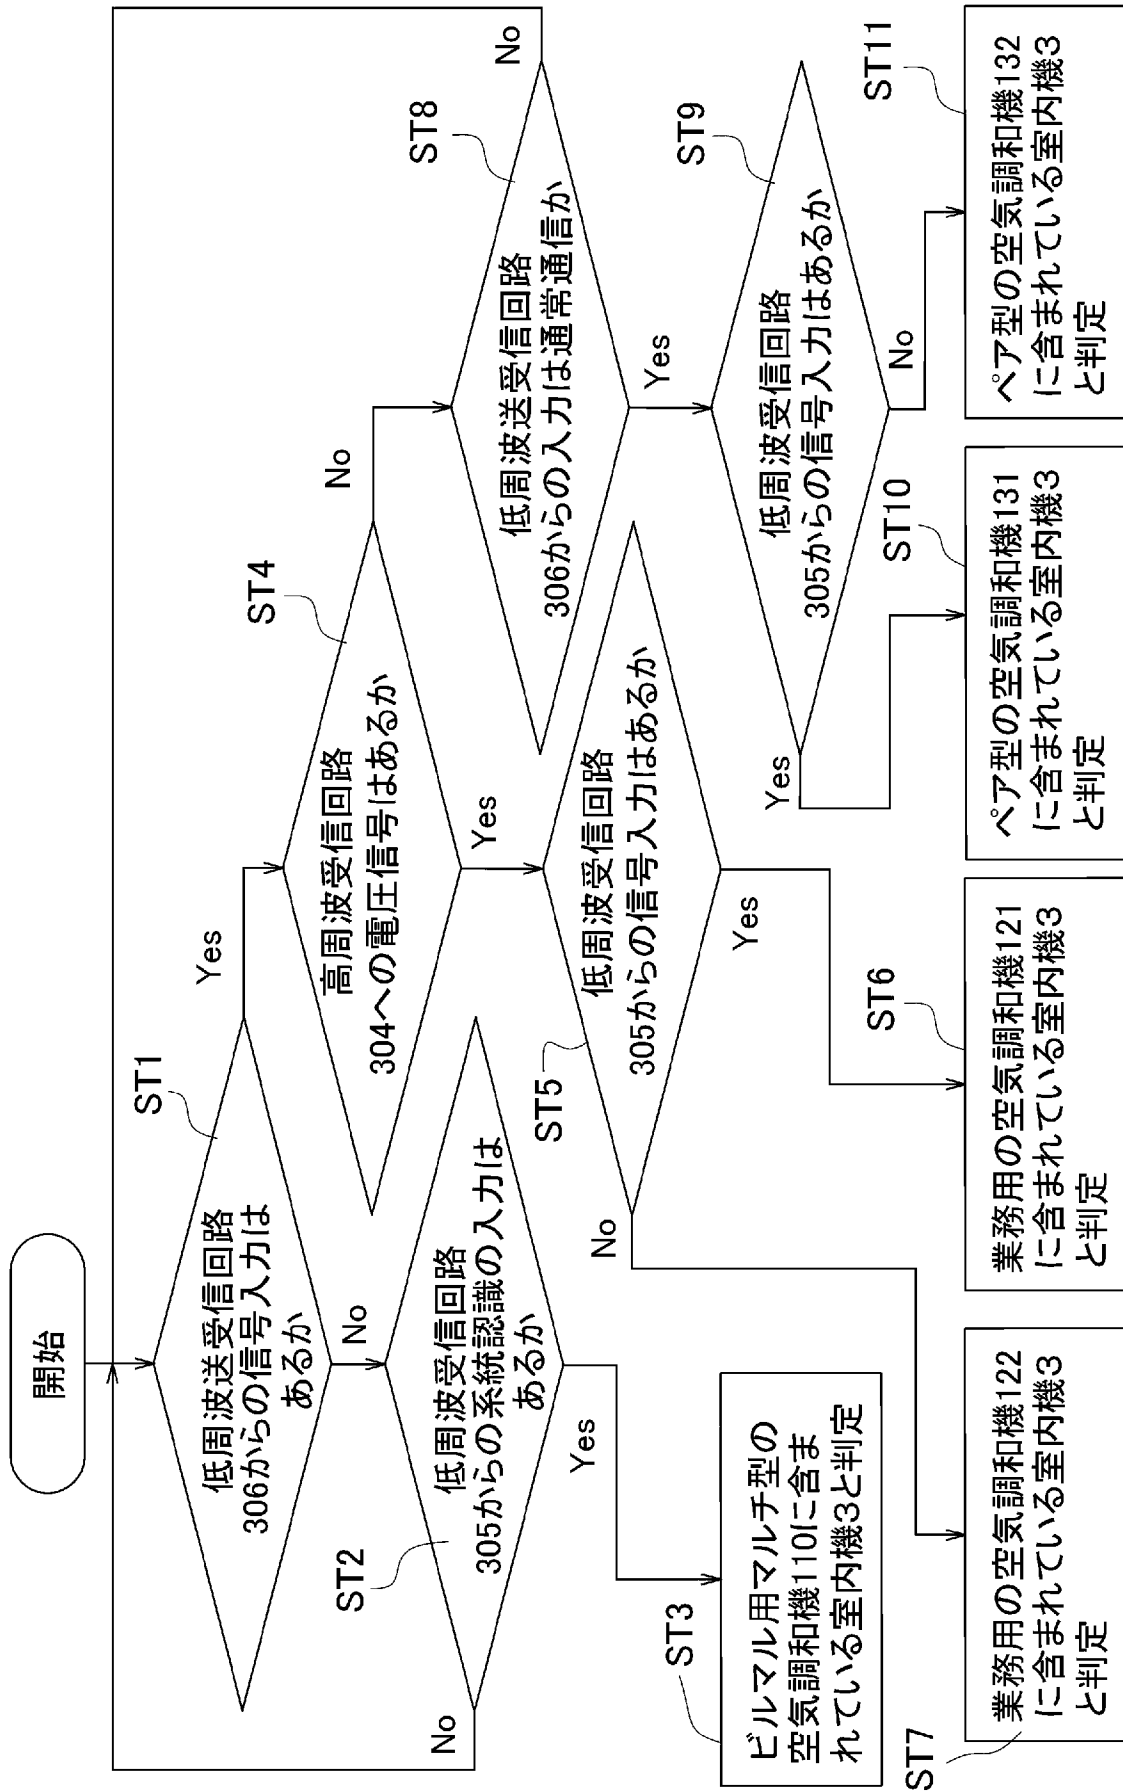 開始
ST1
低周波送受信回路
306からの信号入力は
あるか
Yes
No
ST2
低周波受信回路
305からの系統認識の入力は
あるか
No
Yes
ST3
ビルマル用マルチ型の
空気調和機110に含ま
れている室内機3と判定
ST4
高周波受信回路
304への電圧信号はあるか
No
Yes
ST5
低周波受信回路
305からの信号入力はあるか
No
Yes
ST6
業務用の空気調和機121
に含まれている室内機3
と判定
ST7
業務用の空気調和機122
に含まれている室内機3
と判定
ST8
低周波送受信回路
306からの入力は通常通信か
No
Yes
ST9
低周波受信回路
305からの信号入力はあるか
Yes
No
ST10
ペア型の空気調和機131
に含まれている室内機3
と判定
ST11
ペア型の空気調和機132
に含まれている室内機3
と判定